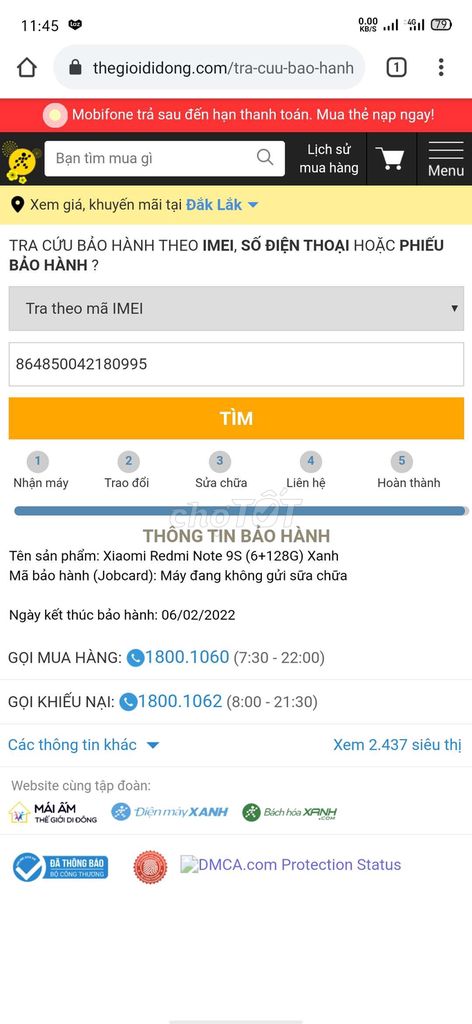 11:45
0.00 KB/S
4G
79
thegioididong.com/tra-cuu-bao-hanh
1
Mobifone trả sau đến hạn thanh toán. Mua thẻ nạp ngay!
Bạn tìm mua gì
Lịch sử
mua hàng
Menu
Xem giá, khuyến mãi tại Đắk Lắk
TRA CỨU BẢO HÀNH THEO IMEI, SỐ ĐIỆN THOẠI HOẶC PHIẾU
BẢO HÀNH ?
Tra theo mã IMEI
864850042180995
TÌM
1 2 3 4 5
Nhận máy Trao đổi Sửa chữa Liên hệ Hoàn thành
choTỐT
THÔNG TIN BẢO HÀNH
Tên sản phẩm: Xiaomi Redmi Note 9S (6+128G) Xanh
Mã bảo hành (Jobcard): Máy đang không gửi sữa chữa
Ngày kết thúc bảo hành: 06/02/2022
GỌI MUA HÀNG: 1800.1060 (7:30 - 22:00)
GỌI KHIẾU NẠI: 1800.1062 (8:00 - 21:30)
Các thông tin khác Xem 2.437 siêu thị
Website cùng tập đoàn:
MÁI ẤM
THẾ GIỚI DI ĐỘNG
Điện máy XANH
Bách hóa XANH
.COM
ĐÃ THÔNG BÁO
BỘ CÔNG THƯƠNG
DMCA.com Protection Status